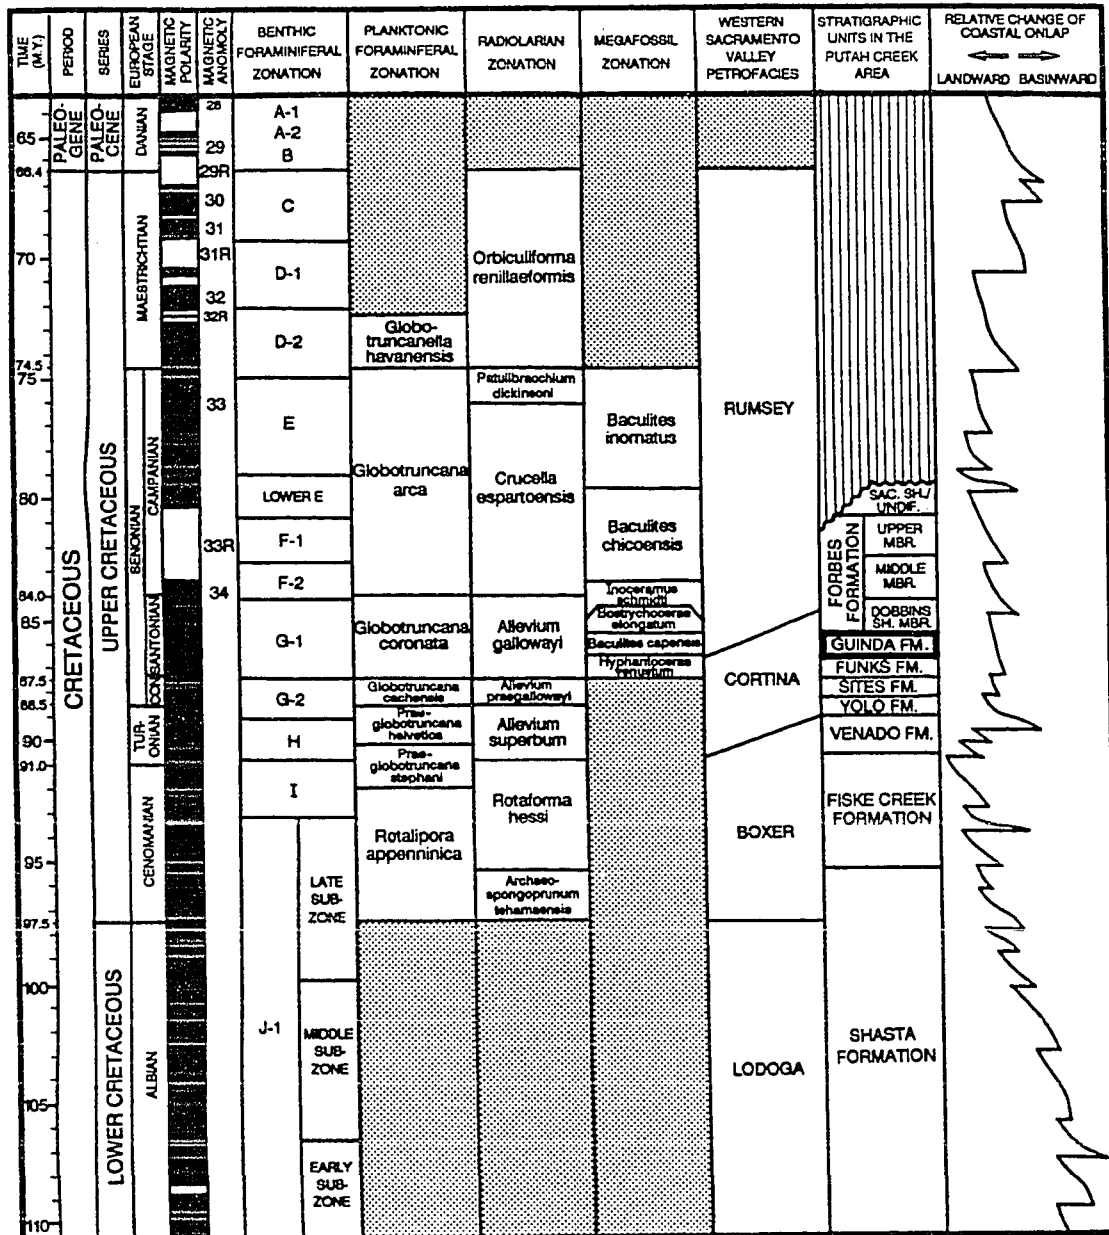 TIME
(M.Y.)
PERIOD
SERIES
EUROPEAN
STAGE
MAGNETIC
POLARITY
MAGNETIC
ANOMOLY
BENTHIC
FORAMINIFERAL
ZONATION
PLANKTONIC
FORAMINFERAL
ZONATION
RADIOLARIAN
ZONATION
MEGAFOSSIL
ZONATION
WESTERN
SACRAMENTO
VALLEY
PETROFACIES
STRATIGRAPHIC
UNITS IN THE
PUTAH CREEK
AREA
RELATIVE CHANGE OF
COASTAL ONLAP
LANDWARD BASINWARD
65
66.4
70
74.5
75
80
84.0
85
87.5
88.5
90
91.0
95
97.5
100
105
110
PALEO-
GENE
CRETACEOUS
PALEO-
CENE
UPPER CRETACEOUS
LOWER CRETACEOUS
DANIAN
MAESTRICHTIAN
SENONIAN
CAMPANIAN
CON.
SANTONIAN
TUR-
ONIAN
CENOMANIAN
ALBIAN
28
29
29R
30
31
31R
32
32R
33
33R
34
A-1
A-2
B
C
D-1
D-2
E
LOWER E
F-1
F-2
G-1
G-2
H
I
J-1
LATE
SUB-
ZONE
MIDDLE
SUB-
ZONE
EARLY
SUB-
ZONE
Globo-
truncanella
havanensis
Globotruncana
arca
Globotruncana
coronata
Globotruncana
cachensis
Prae-
globotruncana
helvetica
Prae-
globotruncana
stephani
Rotalipora
appenninica
Orbiculiforma
renillaeformis
Patulibrachium
dickinsoni
Crucella
espartoensis
Alievium
gallowayi
Alievium
praegallowayi
Alievium
superbum
Rotaforma
hessi
Archaeo-
spongoprunum
tehamaensis
Baculites
inornatus
Baculites
chicoensis
Inoceramus
schmidti
Bostrychoceras
elongatum
Baculites capensis
Hyphantoceras
venustum
RUMSEY
CORTINA
BOXER
LODOGA
SAC. SH./
UNDIF.
FORBES
FORMATION
UPPER
MBR.
MIDDLE
MBR.
DOBBINS
SH. MBR.
GUINDA FM.
FUNKS FM.
SITES FM.
YOLO FM.
VENADO FM.
FISKE CREEK
FORMATION
SHASTA
FORMATION